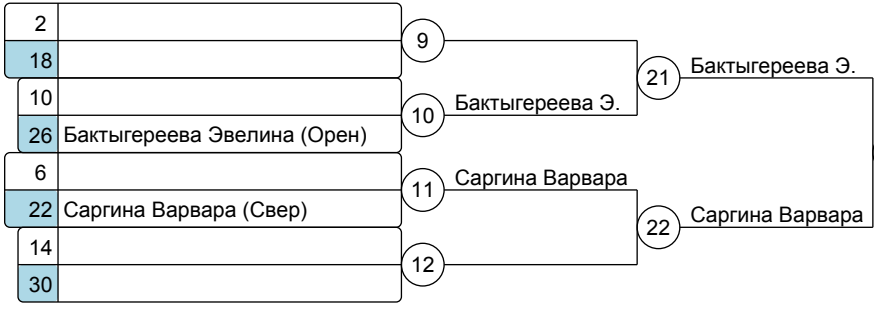 2
9
18
21 Бактыгереева Э.
10
10 Бактыгереева Э.
26 Бактыгереева Эвелина (Орен)
6
11 Саргина Варвара
22 Саргина Варвара (Свер)
22 Саргина Варвара
14
12
30